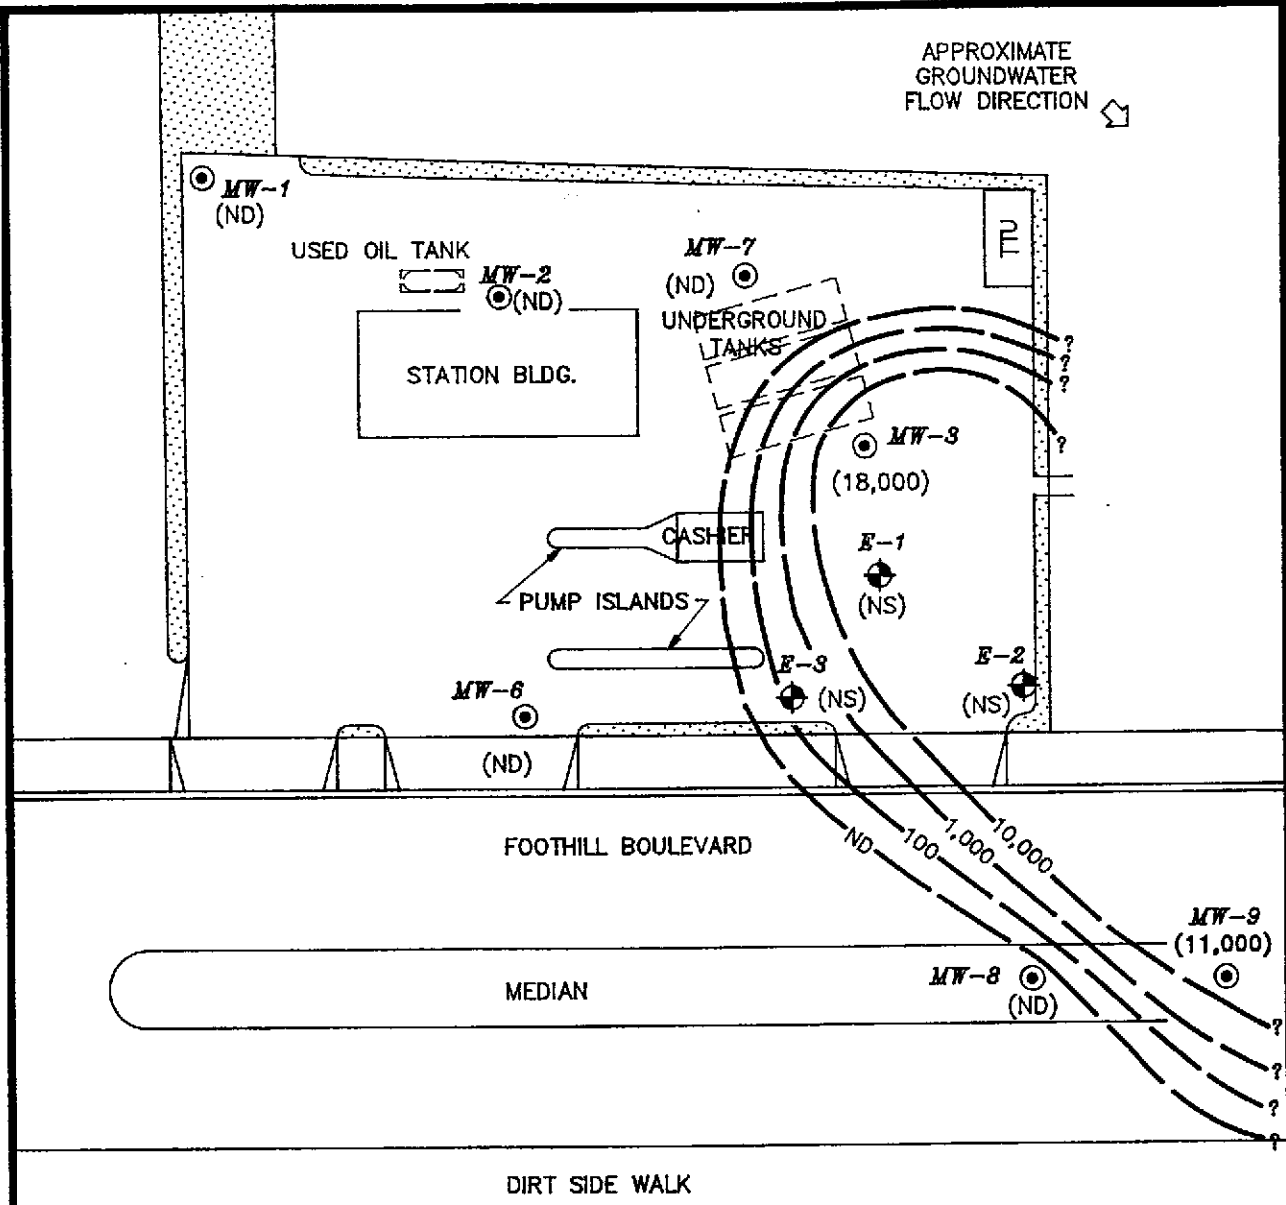 APPROXIMATE
GROUNDWATER
FLOW DIRECTION
MW-1
(ND)
USED OIL TANK
MW-2
(ND)
MW-7
(ND)
UNDERGROUND
TANKS
STATION BLDG.
?
?
?
?
MW-3
(18,000)
CASHIER
E-1
(NS)
PUMP ISLANDS
E-3
(NS)
E-2
(NS)
MW-6
(ND)
FOOTHILL BOULEVARD
ND
100
1,000
10,000
MW-9
(11,000)
MW-8
(ND)
MEDIAN
?
?
?
?
DIRT SIDE WALK